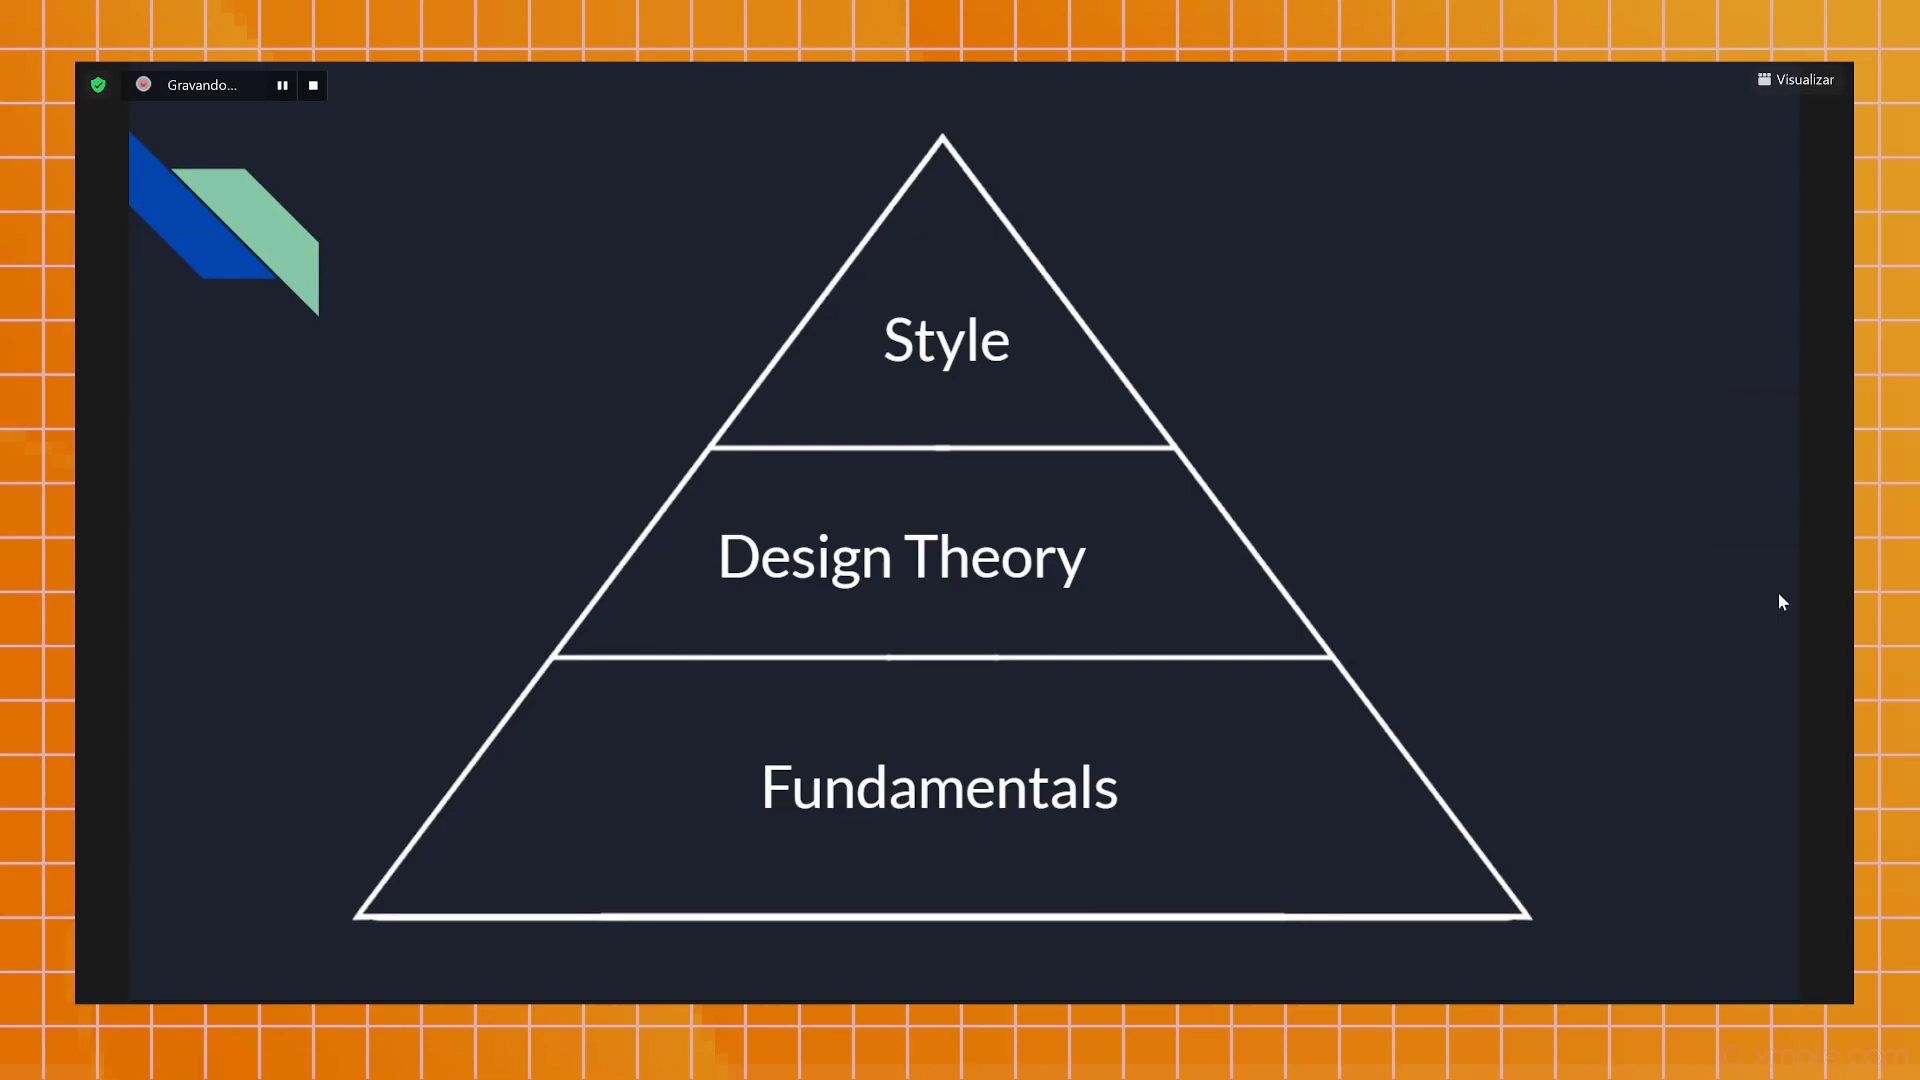 Gravando...
Visualizar
Style
Design Theory
Fundamentals